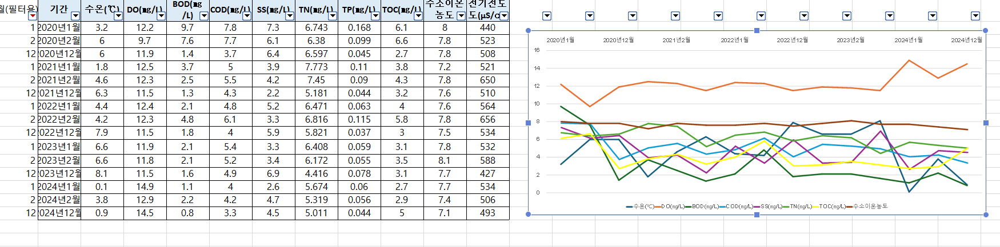 월(필터용) 기간 수온(℃) DO(㎎/L) BOD(㎎/L) COD(㎎/L) SS(㎎/L) TN(㎎/L) TP(㎎/L) TOC(㎎/L) 수소이온농도 전기전도도(µS/c
1 2020년1월 3.2 12.2 9.7 7.8 7.3 6.743 0.168 6.1 8 440
2 2020년2월 6 9.7 7.6 7.7 6.1 6.38 0.099 6.6 7.8 523
12 2020년12월 6 11.9 1.4 3.7 6.4 6.597 0.045 2.7 7.8 508
1 2021년1월 1.8 12.5 3.7 5 3.9 7.773 0.11 3.8 7.2 521
2 2021년2월 4.6 12.3 2.5 5.5 4.2 7.45 0.09 4.3 7.8 650
12 2021년12월 6.3 11.5 1.3 4.3 2.2 5.181 0.044 3.2 7.6 510
1 2022년1월 4.4 12.4 2.1 4.8 5.2 6.471 0.063 4 7.6 564
2 2022년2월 4.2 12.3 4.8 6.1 3.3 6.816 0.115 5.8 7.8 656
12 2022년12월 7.9 11.5 1.8 4 5.9 5.821 0.037 3 7.5 534
1 2023년1월 6.6 11.9 2.1 5.4 3.3 6.408 0.059 3.1 7.8 532
2 2023년2월 6.6 11.8 2.1 5.2 3.4 6.172 0.055 3.5 8.1 588
12 2023년12월 8.1 11.5 1.6 4.9 6.9 4.416 0.078 3.1 7.7 427
1 2024년1월 0.1 14.9 1.1 4 2.6 5.674 0.06 2.7 7.7 534
2 2024년2월 3.8 12.9 2.2 4.2 4.7 5.319 0.056 2.9 7.4 506
12 2024년12월 0.9 14.5 0.8 3.3 4.5 5.011 0.044 5 7.1 493
2020년1월 2020년12월 2021년2월 2022년1월 2022년12월 2023년2월 2024년1월 2024년12월
16
14
12
10
8
6
4
2
0
수온(℃) DO(㎎/L) BOD(㎎/L) COD(㎎/L) SS(㎎/L) TN(㎎/L) TOC(㎎/L) 수소이온농도